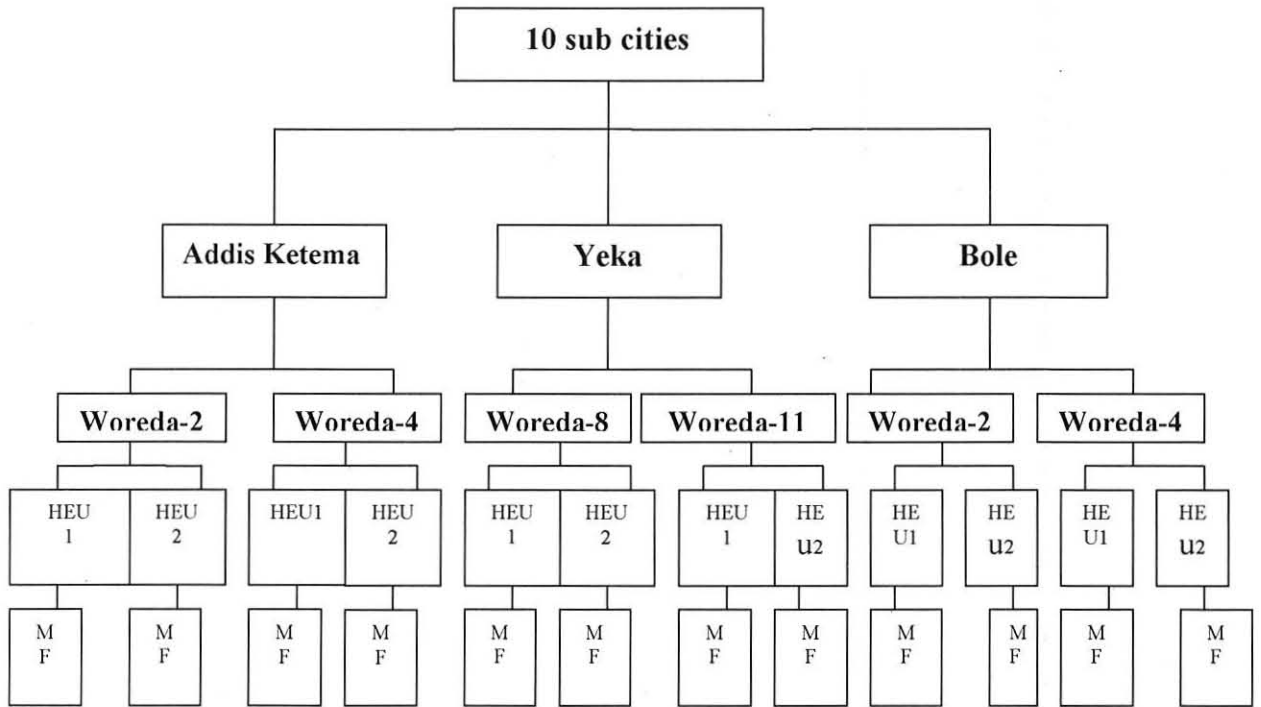 10 sub cities
Addis Ketema
Yeka
Bole
Woreda-2
Woreda-4
Woreda-8
Woreda-11
Woreda-2
Woreda-4
HEU
1
HEU
2
HEU1
HEU
2
HEU
1
HEU
2
HEU
1
HE
u2
HE
U1
HE
u2
HE
U1
HE
u2
M
F
M
F
M
F
M
F
M
F
M
F
M
F
M
F
M
F
M
F
M
F
M
F